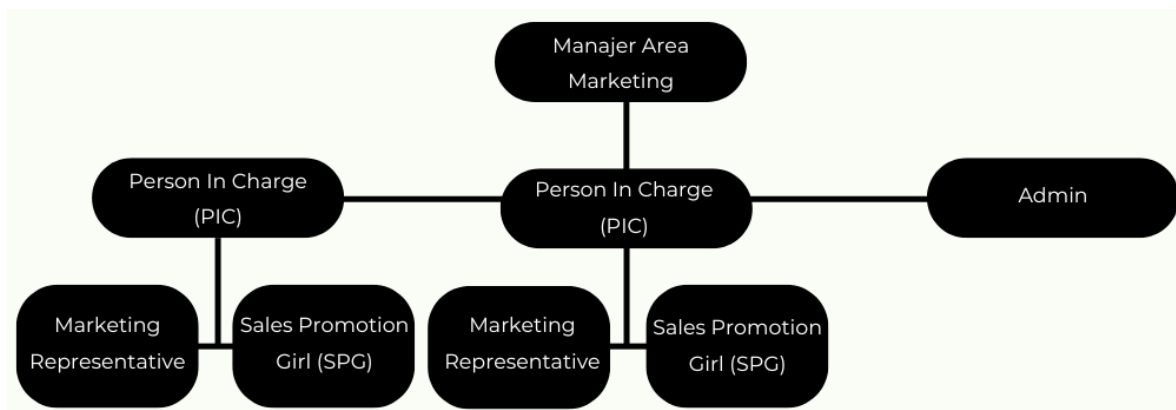 Manajer Area
Marketing
Person In Charge
(PIC)
Person In Charge
(PIC)
Admin
Marketing
Representative
Sales Promotion
Girl (SPG)
Marketing
Representative
Sales Promotion
Girl (SPG)